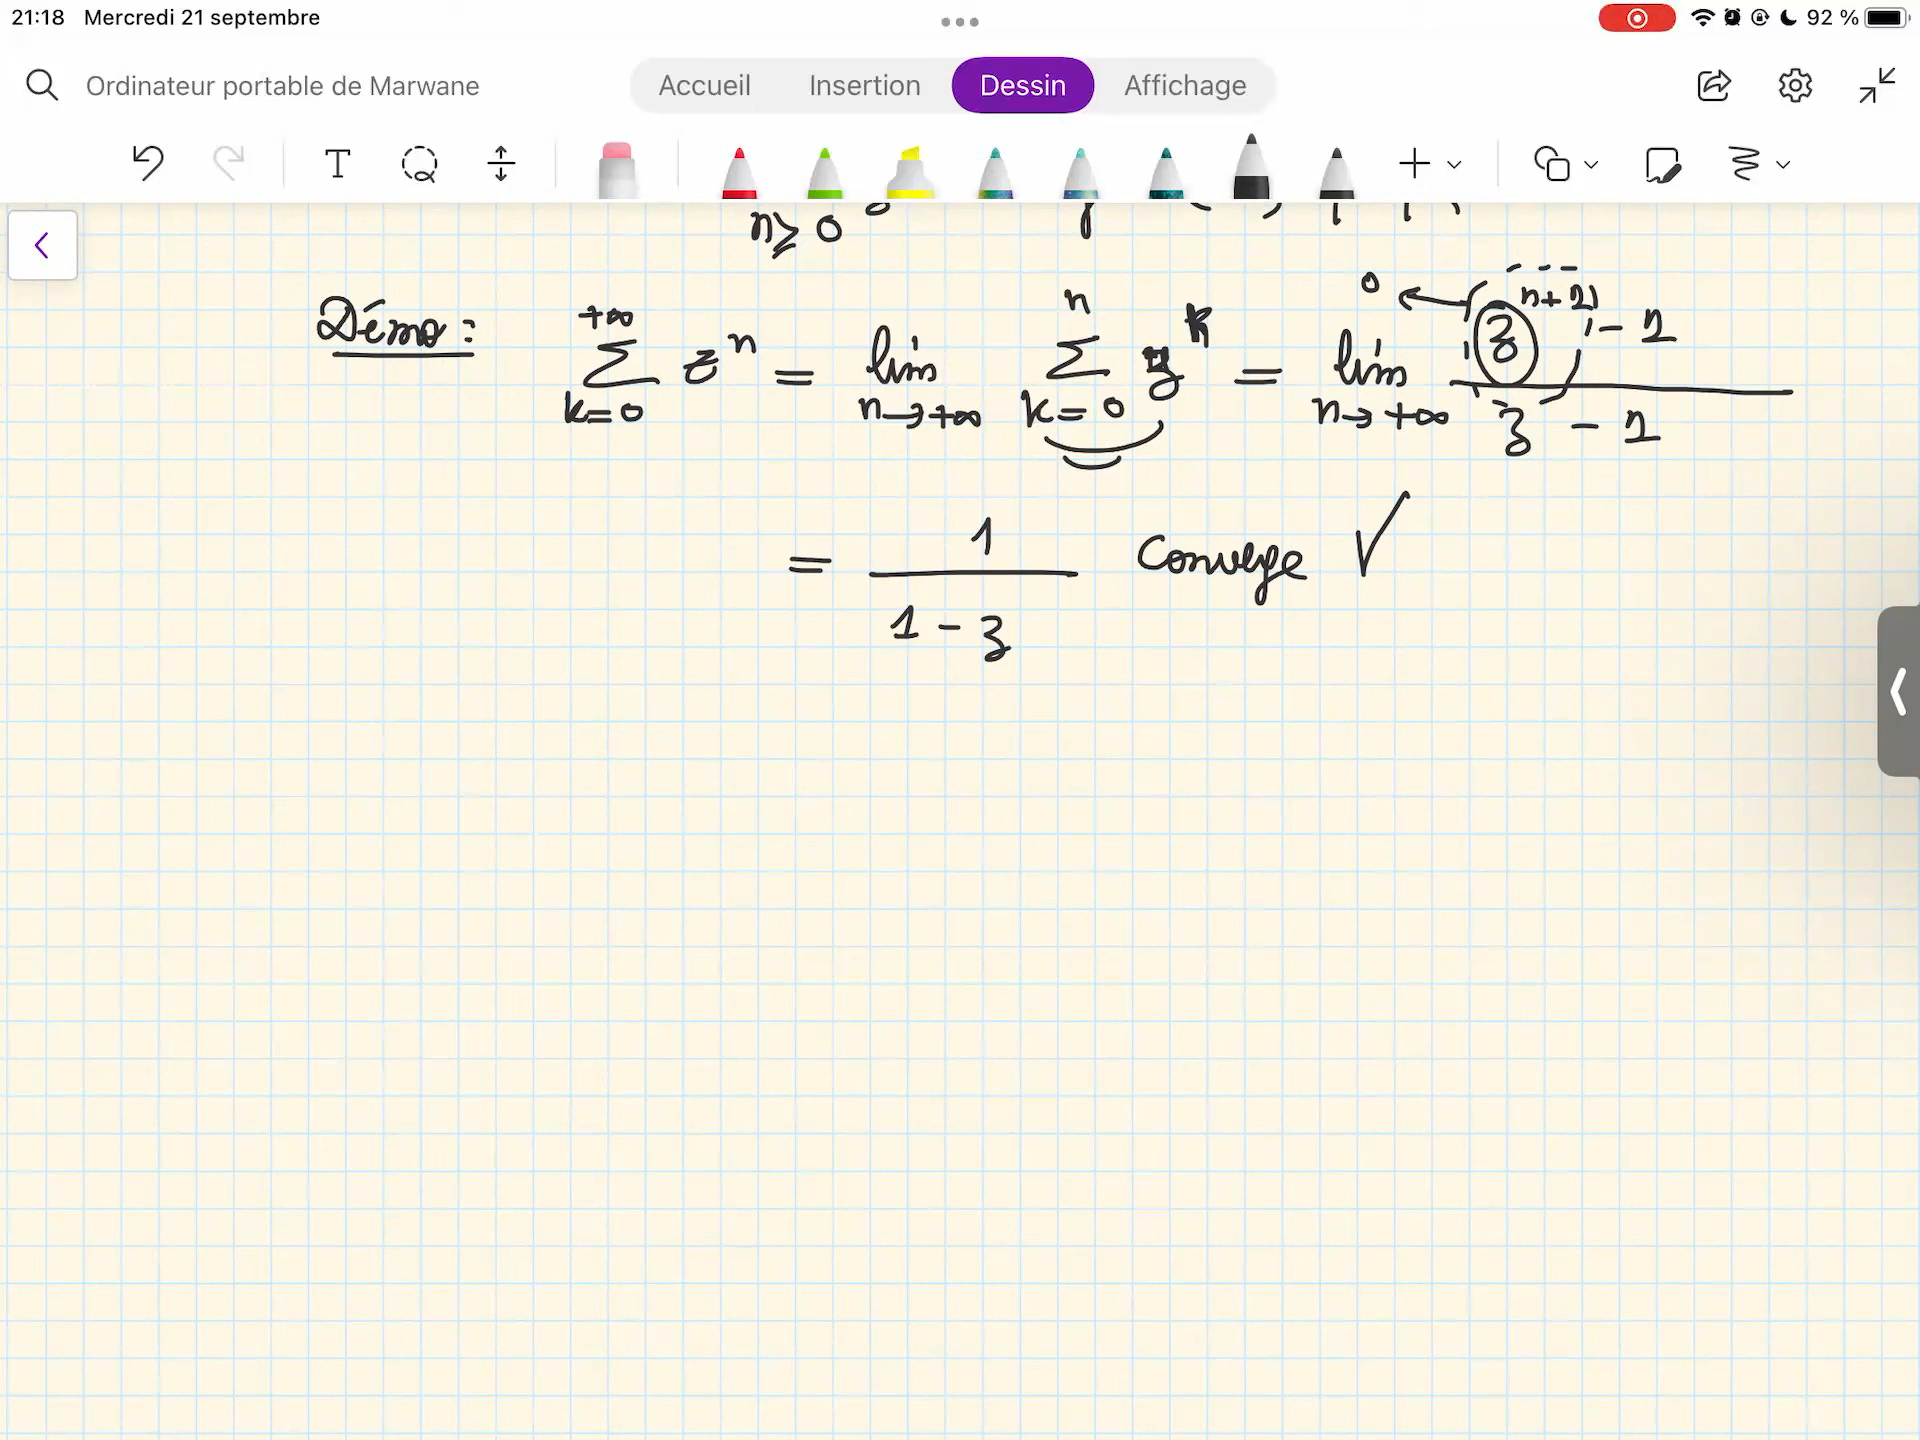 21:18 Mercredi 21 septembre 92 %
Ordinateur portable de Marwane Accueil Insertion Dessin Affichage
T
n ≥ 0
Démo : +∞ ∑ k=0 z^n = lim n→+∞ n ∑ k=0 z^k = lim n→+∞ 0 ← (z^(n+1)) - 1 / z - 1
= 1 / 1 - z Converge ✓